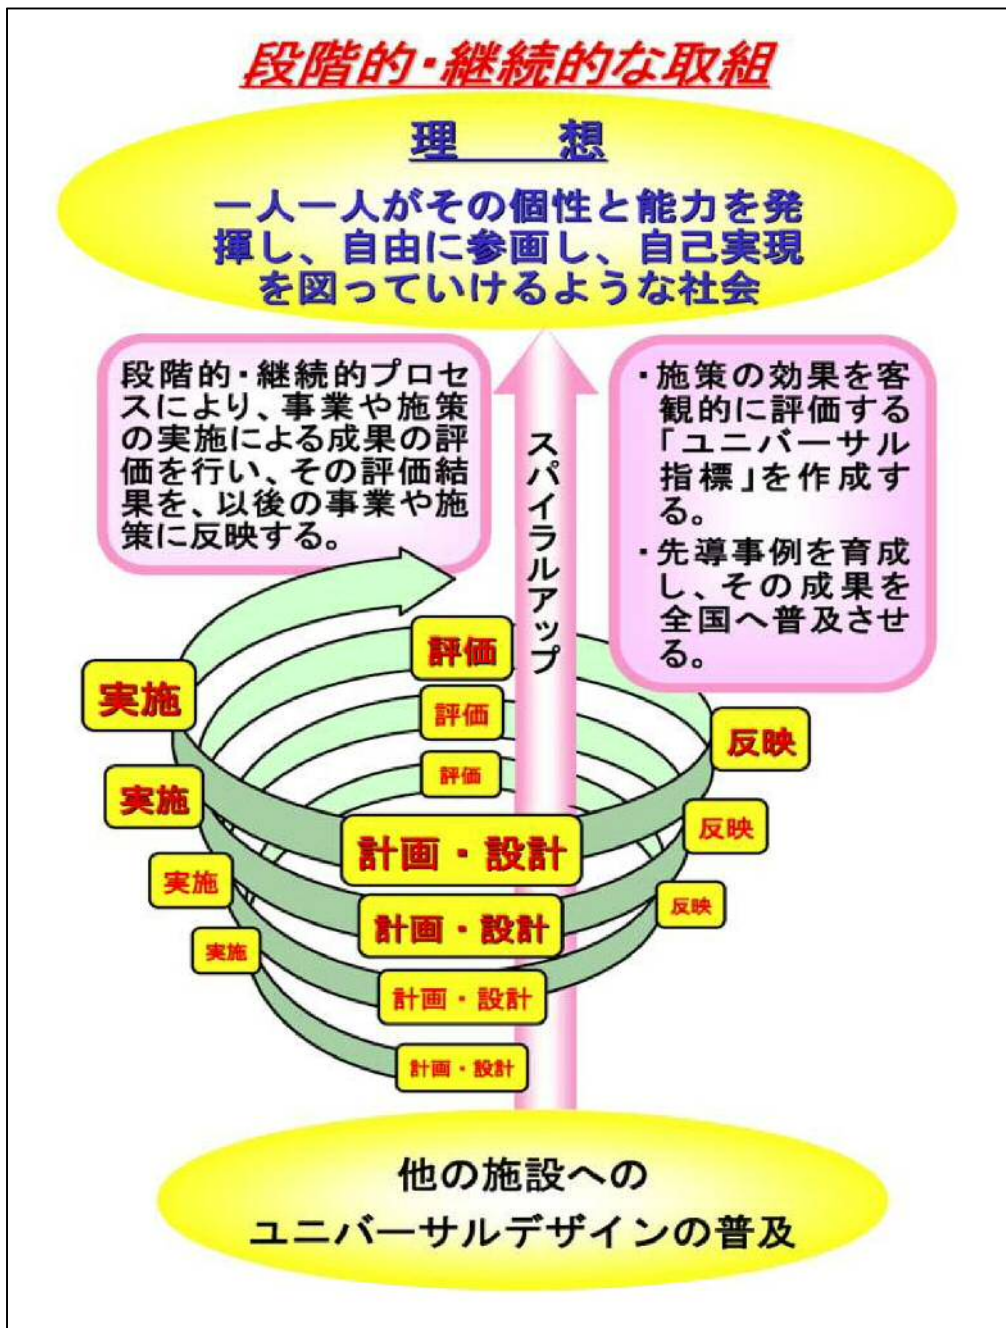 段階的・継続的な取組
理　想
一人一人がその個性と能力を発
揮し、自由に参画し、自己実現
を図っていけるような社会
段階的・継続的プロセ
スにより、事業や施策
の実施による成果の評
価を行い、その評価結
果を、以後の事業や施
策に反映する。
・施策の効果を客
観的に評価する
「ユニバーサル
指標」を作成す
る。
・先導事例を育成
し、その成果を
全国へ普及させ
る。
スパイラルアップ
評価
実施
評価
反映
評価
実施
反映
計画・設計
実施
反映
計画・設計
実施
計画・設計
計画・設計
他の施設への
ユニバーサルデザインの普及